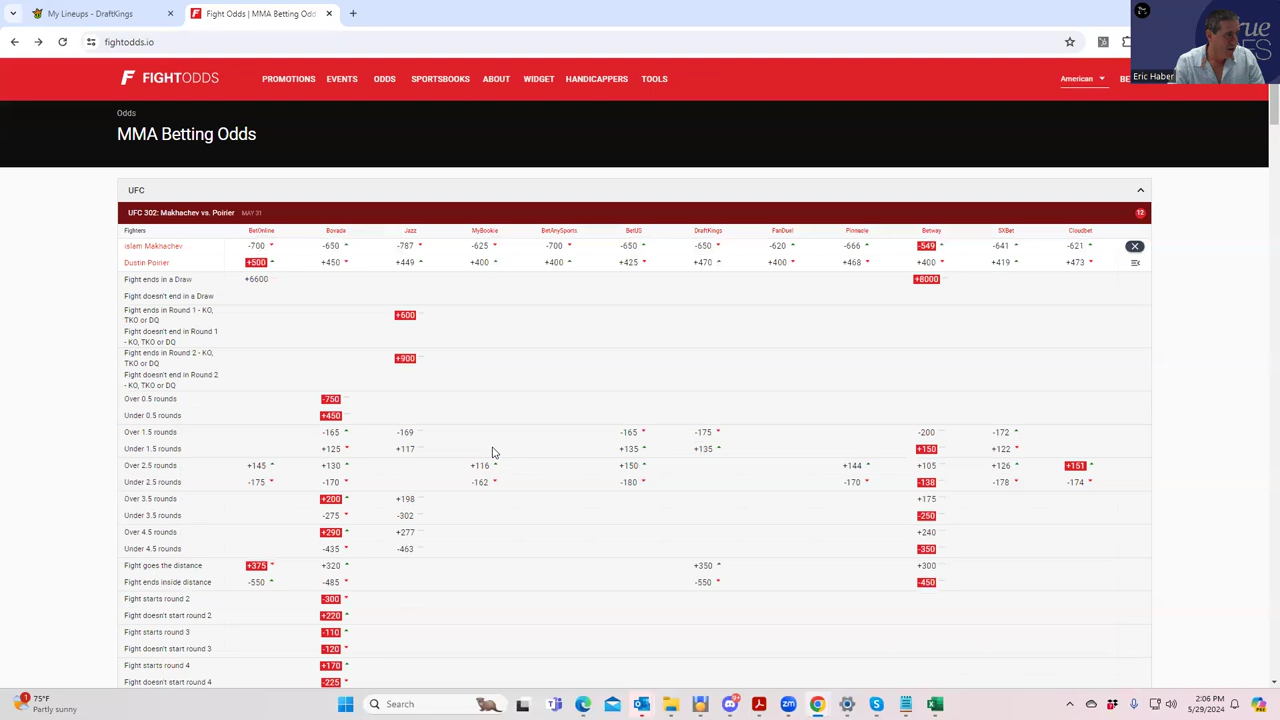 My Lineups - DraftKings
Fight Odds | MMA Betting Odds
fightodds.io
Eric Haber
FIGHTODDS PROMOTIONS EVENTS ODDS SPORTSBOOKS ABOUT WIDGET HANDICAPPERS TOOLS American
Odds
MMA Betting Odds
UFC
UFC 302: Makhachev vs. Poirier MAY 31 12
Fighters BetOnline Bovada Jazz MyBookie BetAnySports BetUS DraftKings FanDuel Pinnacle Betway SXBet Cloudbet
Islam Makhachev -700 -650 -787 -625 -700 -650 -650 -620 -666 -549 -641 -621
Dustin Poirier +500 +450 +449 +400 +400 +425 +470 +400 +468 +400 +419 +473
Fight ends in a Draw +6600 +8000
Fight doesn't end in a Draw
Fight ends in Round 1 - KO,
TKO or DQ +600
Fight doesn't end in Round 1
- KO, TKO or DQ
Fight ends in Round 2 - KO,
TKO or DQ +900
Fight doesn't end in Round 2
- KO, TKO or DQ
Over 0.5 rounds -750
Under 0.5 rounds +450
Over 1.5 rounds -165 -169 -165 -175 -200 -172
Under 1.5 rounds +125 +117 +135 +135 +150 +122
Over 2.5 rounds +145 +130 +116 +150 +144 +105 +126 +151
Under 2.5 rounds -175 -170 -162 -180 -170 -138 -178 -174
Over 3.5 rounds +200 +198 +175
Under 3.5 rounds -275 -302 -250
Over 4.5 rounds +290 +277 +240
Under 4.5 rounds -435 -463 -350
Fight goes the distance +375 +320 +350 +300
Fight ends inside distance -550 -485 -550 -450
Fight starts round 2 -300
Fight doesn't start round 2 +220
Fight starts round 3 -110
Fight doesn't start round 3 -120
Fight starts round 4 +170
Fight doesn't start round 4 -225
1 75°F
Partly sunny
Search
2:06 PM
5/29/2024